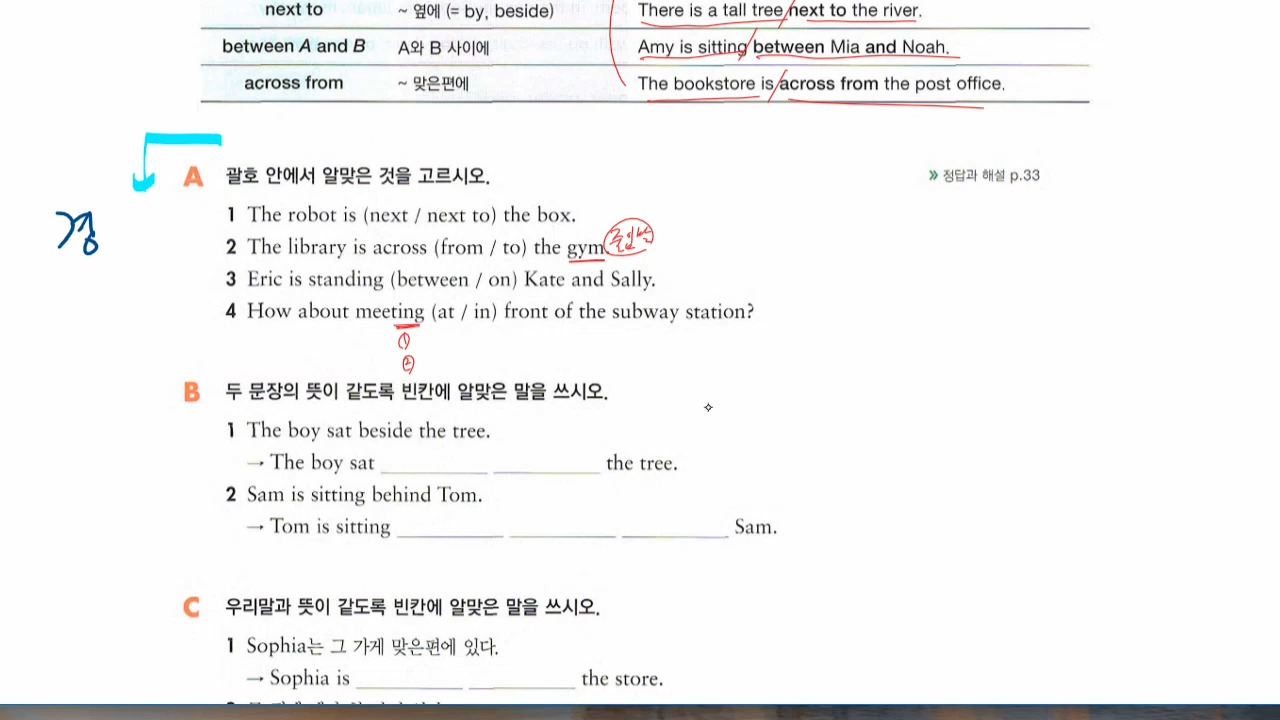 next to ~ 옆에 (= by, beside) There is a tall tree next to the river.
between A and B A와 B 사이에 Amy is sitting between Mia and Noah.
across from ~ 맞은편에 The bookstore is across from the post office.
A 괄호 안에서 알맞은 것을 고르시오. » 정답과 해설 p.33
1 The robot is (next / next to) the box.
2 The library is across (from / to) the gym.
3 Eric is standing (between / on) Kate and Sally.
4 How about meeting (at / in) front of the subway station?
①
②
B 두 문장의 뜻이 같도록 빈칸에 알맞은 말을 쓰시오.
1 The boy sat beside the tree.
→ The boy sat the tree.
2 Sam is sitting behind Tom.
→ Tom is sitting Sam.
C 우리말과 뜻이 같도록 빈칸에 알맞은 말을 쓰시오.
1 Sophia는 그 가게 맞은편에 있다.
→ Sophia is the store.